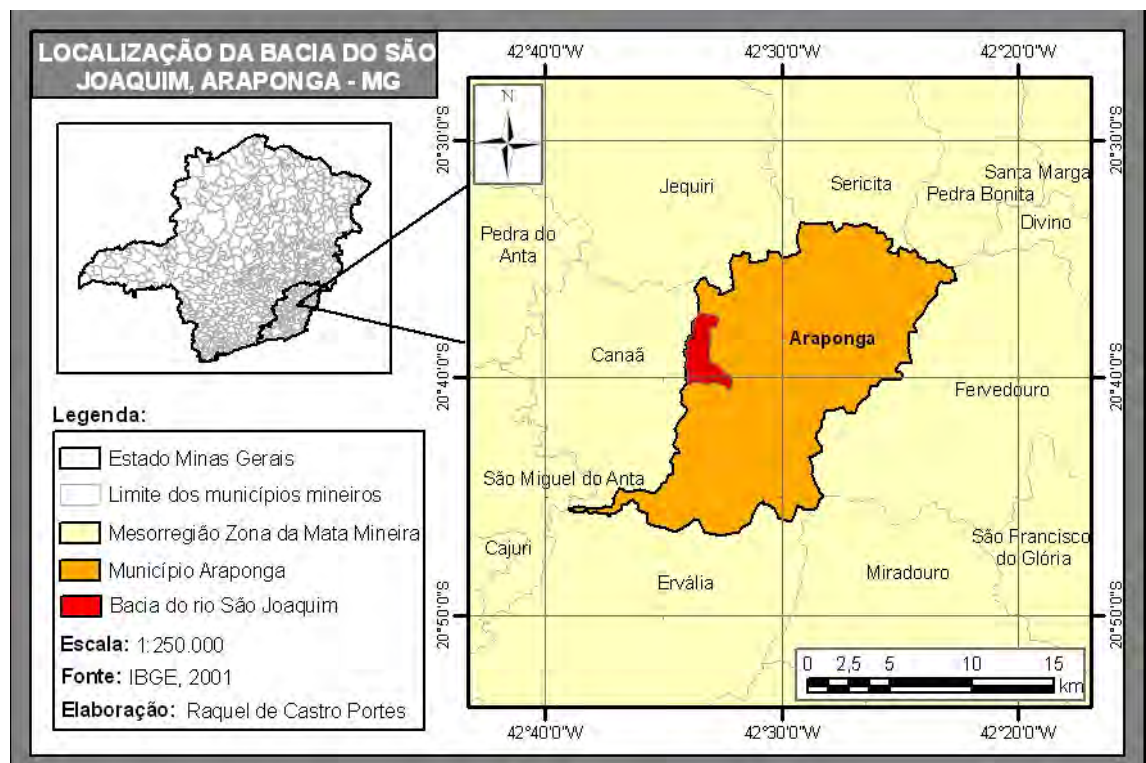 LOCALIZAÇÃO DA BACIA DO SÃO
JOAQUIM, ARAPONGA - MG
42°40'0"W
42°30'0"W
42°20'0"W
N
20°30'0"S
20°30'0"S
Jequiri
Sericita
Santa Marga
Pedra Bonita
Divino
Pedra do
Anta
Araponga
Canaã
20°40'0"S
20°40'0"S
Fervedouro
São Miguel do Anta
Cajuri
São Francisco
do Glória
Ervália
Miradouro
20°50'0"S
20°50'0"S
0 2,5 5 10 15
km
42°40'0"W
42°30'0"W
42°20'0"W
Legenda:
Estado Minas Gerais
Limite dos municípios mineiros
Mesorregião Zona da Mata Mineira
Município Araponga
Bacia do rio São Joaquim
Escala: 1:250.000
Fonte: IBGE, 2001
Elaboração: Raquel de Castro Portes